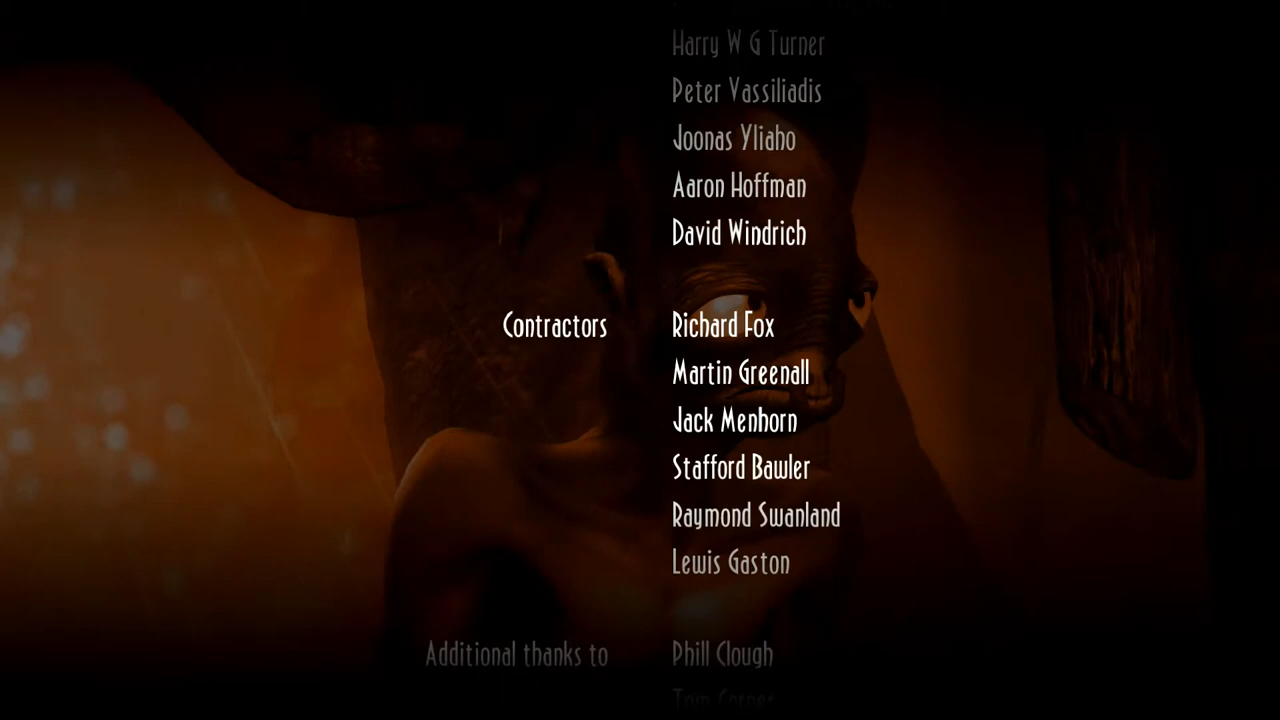 Harry W G Turner
Peter Vassiliadis
Joonas Yliaho
Aaron Hoffman
David Windrich
Contractors Richard Fox
Martin Greenall
Jack Menhorn
Stafford Bawler
Raymond Swanland
Lewis Gaston
Additional thanks to Phill Clough